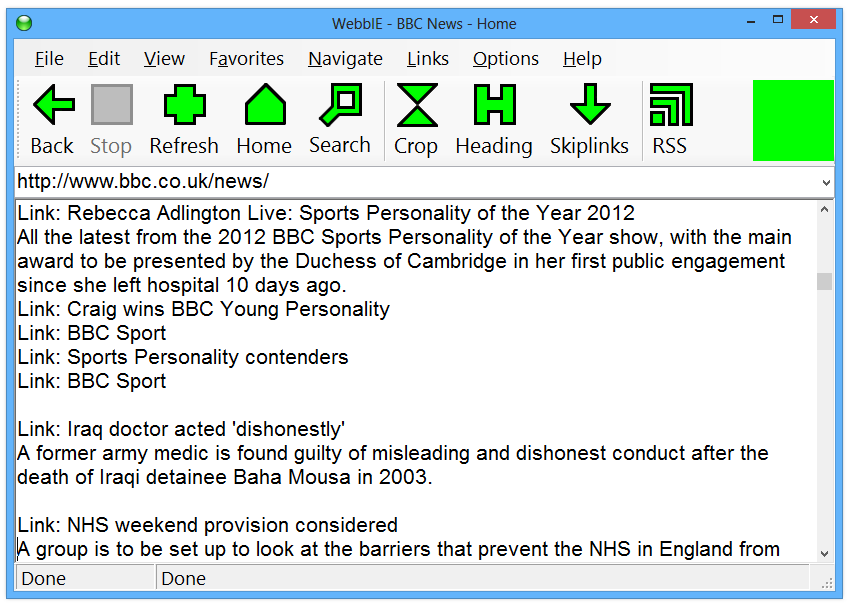 WebbIE - BBC News - Home
File Edit View Favorites Navigate Links Options Help
Back Stop Refresh Home Search Crop Heading Skiplinks RSS
http://www.bbc.co.uk/news/
Link: Rebecca Adlington Live: Sports Personality of the Year 2012
All the latest from the 2012 BBC Sports Personality of the Year show, with the main
award to be presented by the Duchess of Cambridge in her first public engagement
since she left hospital 10 days ago.
Link: Craig wins BBC Young Personality
Link: BBC Sport
Link: Sports Personality contenders
Link: BBC Sport
Link: Iraq doctor acted 'dishonestly'
A former army medic is found guilty of misleading and dishonest conduct after the
death of Iraqi detainee Baha Mousa in 2003.
Link: NHS weekend provision considered
A group is to be set up to look at the barriers that prevent the NHS in England from
Done Done